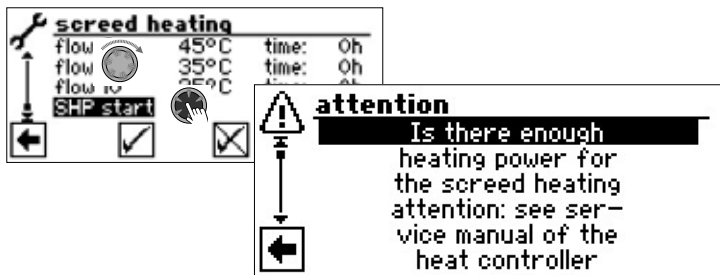 screed heating
flow 45°C time: 0h
flow 35°C time: 0h
flow
SHP start
attention
Is there enough
heating power for
the screed heating
attention: see ser-
vice manual of the
heat controller